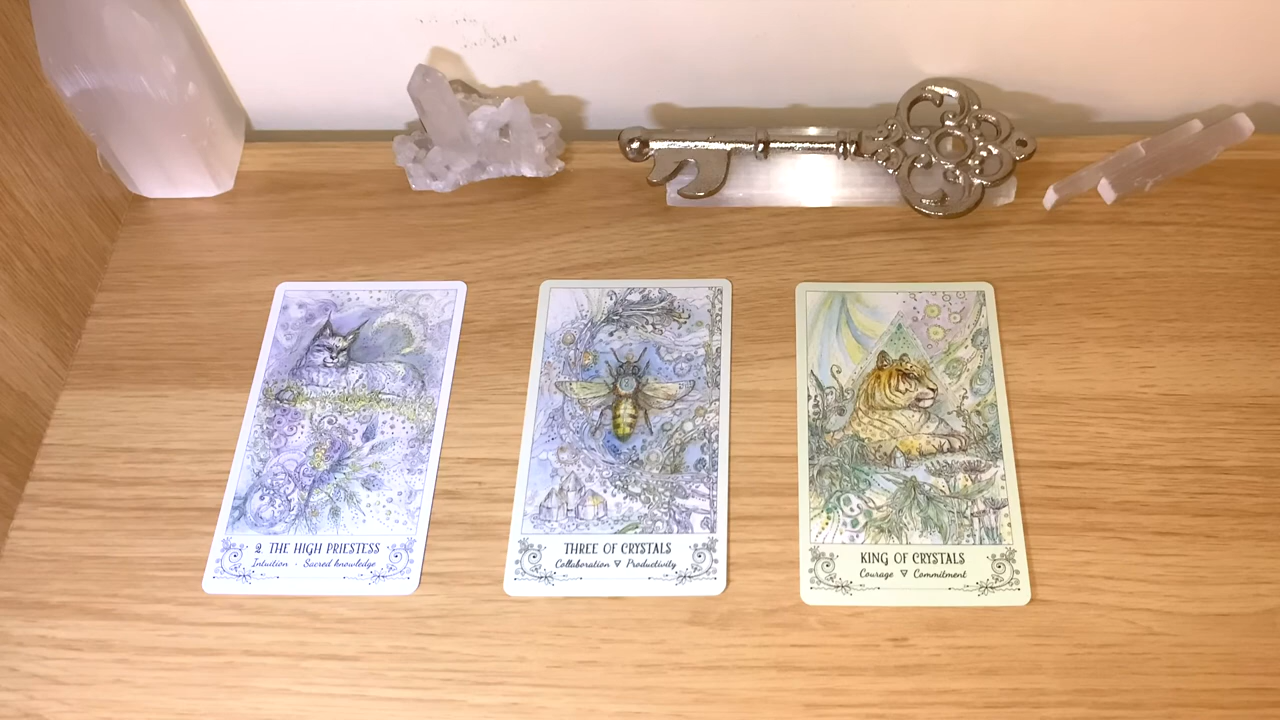 2. THE HIGH PRIESTESS
Intuition · Sacred knowledge
THREE OF CRYSTALS
Collaboration ▽ Productivity
KING OF CRYSTALS
Courage ▽ Commitment